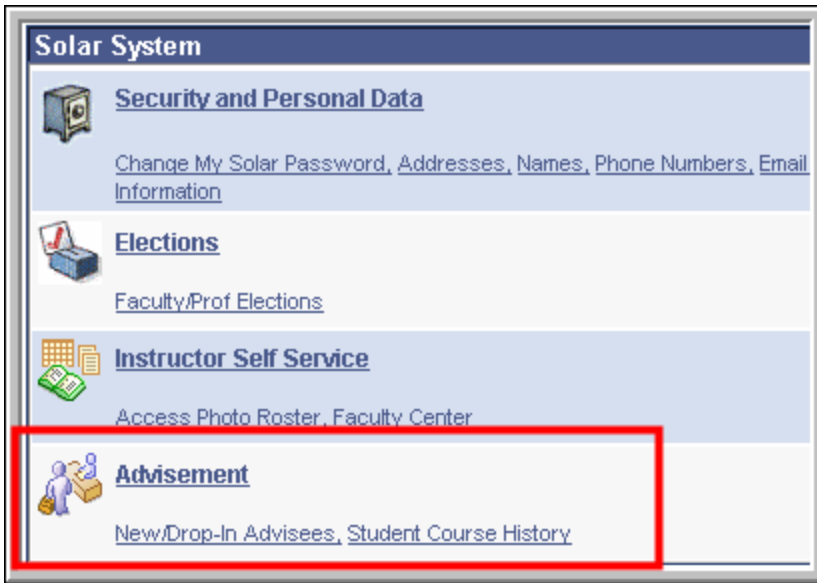 Solar System
Security and Personal Data
Change My Solar Password, Addresses, Names, Phone Numbers, Email
Information
Elections
Faculty/Prof Elections
Instructor Self Service
Access Photo Roster, Faculty Center
Advisement
New/Drop-In Advisees, Student Course History